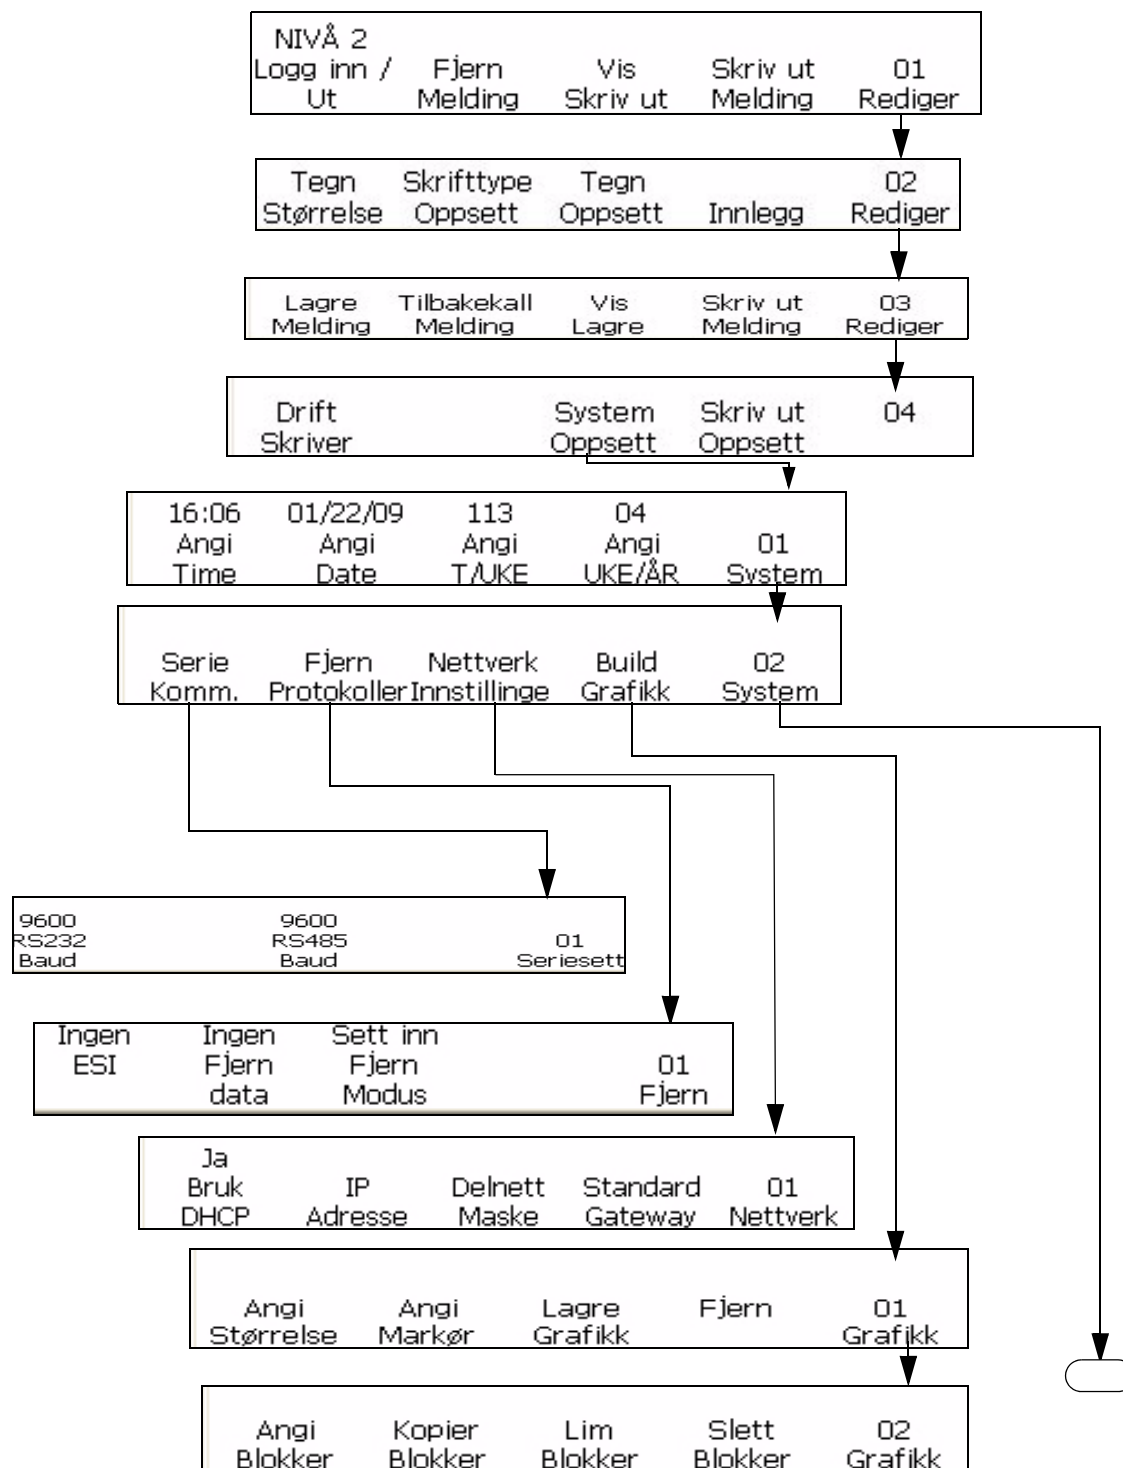 NIVÅ 2
Logg inn / Fjern Vis Skriv ut 01
Ut Melding Skriv ut Melding Rediger
Tegn Skrifttype Tegn 02
Størrelse Oppsett Oppsett Innlegg Rediger
Lagre Tilbakekall Vis Skriv ut 03
Melding Melding Lagre Melding Rediger
Drift System Skriv ut 04
Skriver Oppsett Oppsett
16:06 01/22/09 113 04
Angi Angi Angi Angi 01
Time Date T/UKE UKE/ÅR System
Serie Fjern Nettverk Build 02
Komm. Protokoller Innstillinge Grafikk System
9600 9600
RS232 RS485 01
Baud Baud Seriesett
Ingen Ingen Sett inn
ESI Fjern Fjern 01
data Modus Fjern
Ja
Bruk IP Delnett Standard 01
DHCP Adresse Maske Gateway Nettverk
Angi Angi Lagre Fjern 01
Størrelse Markør Grafikk Grafikk
Angi Kopier Lim Slett 02
Blokker Blokker Blokker Blokker Grafikk